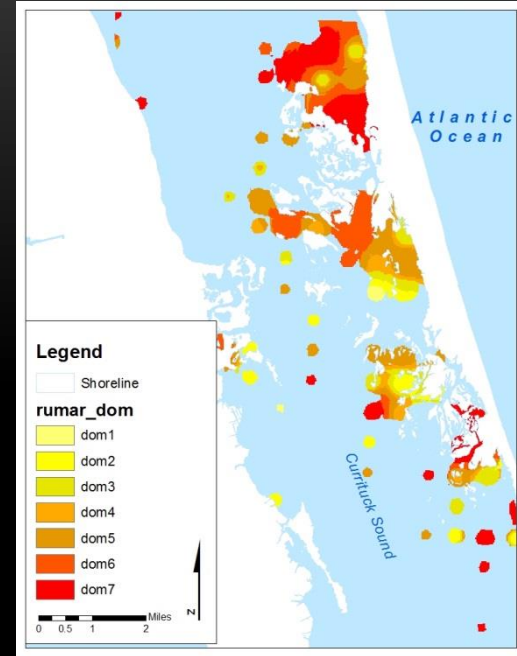 Atlantic
Ocean
Currituck Sound
Legend
Shoreline
rumar_dom
dom1
dom2
dom3
dom4
dom5
dom6
dom7
Miles
0 0.5 1 2
N